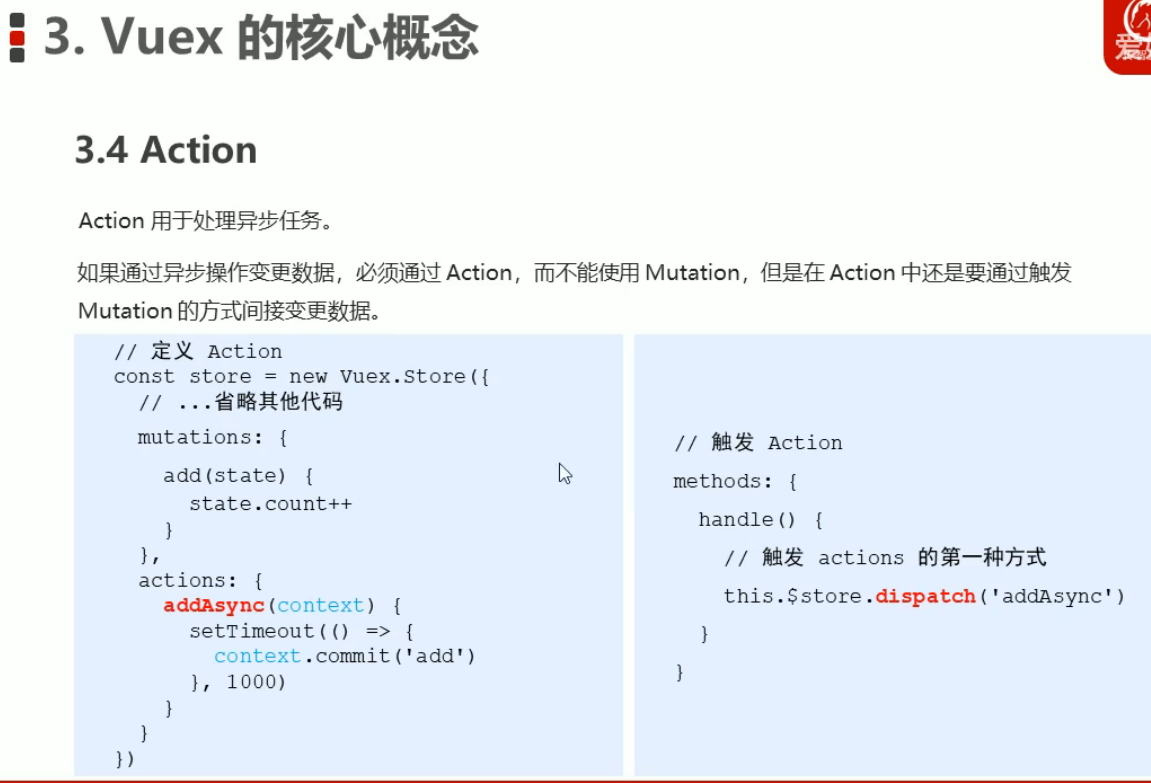 3. Vuex 的核心概念
3.4 Action
Action 用于处理异步任务。
如果通过异步操作变更数据，必须通过 Action，而不能使用 Mutation，但是在 Action 中还是要通过触发
Mutation 的方式间接变更数据。
// 定义 Action
const store = new Vuex.Store({
// ...省略其他代码
mutations: {
add(state) {
state.count++
}
},
actions: {
addAsync(context) {
setTimeout(() => {
context.commit('add')
}, 1000)
}
}
})
// 触发 Action
methods: {
handle() {
// 触发 actions 的第一种方式
this.$store.dispatch('addAsync')
}
}